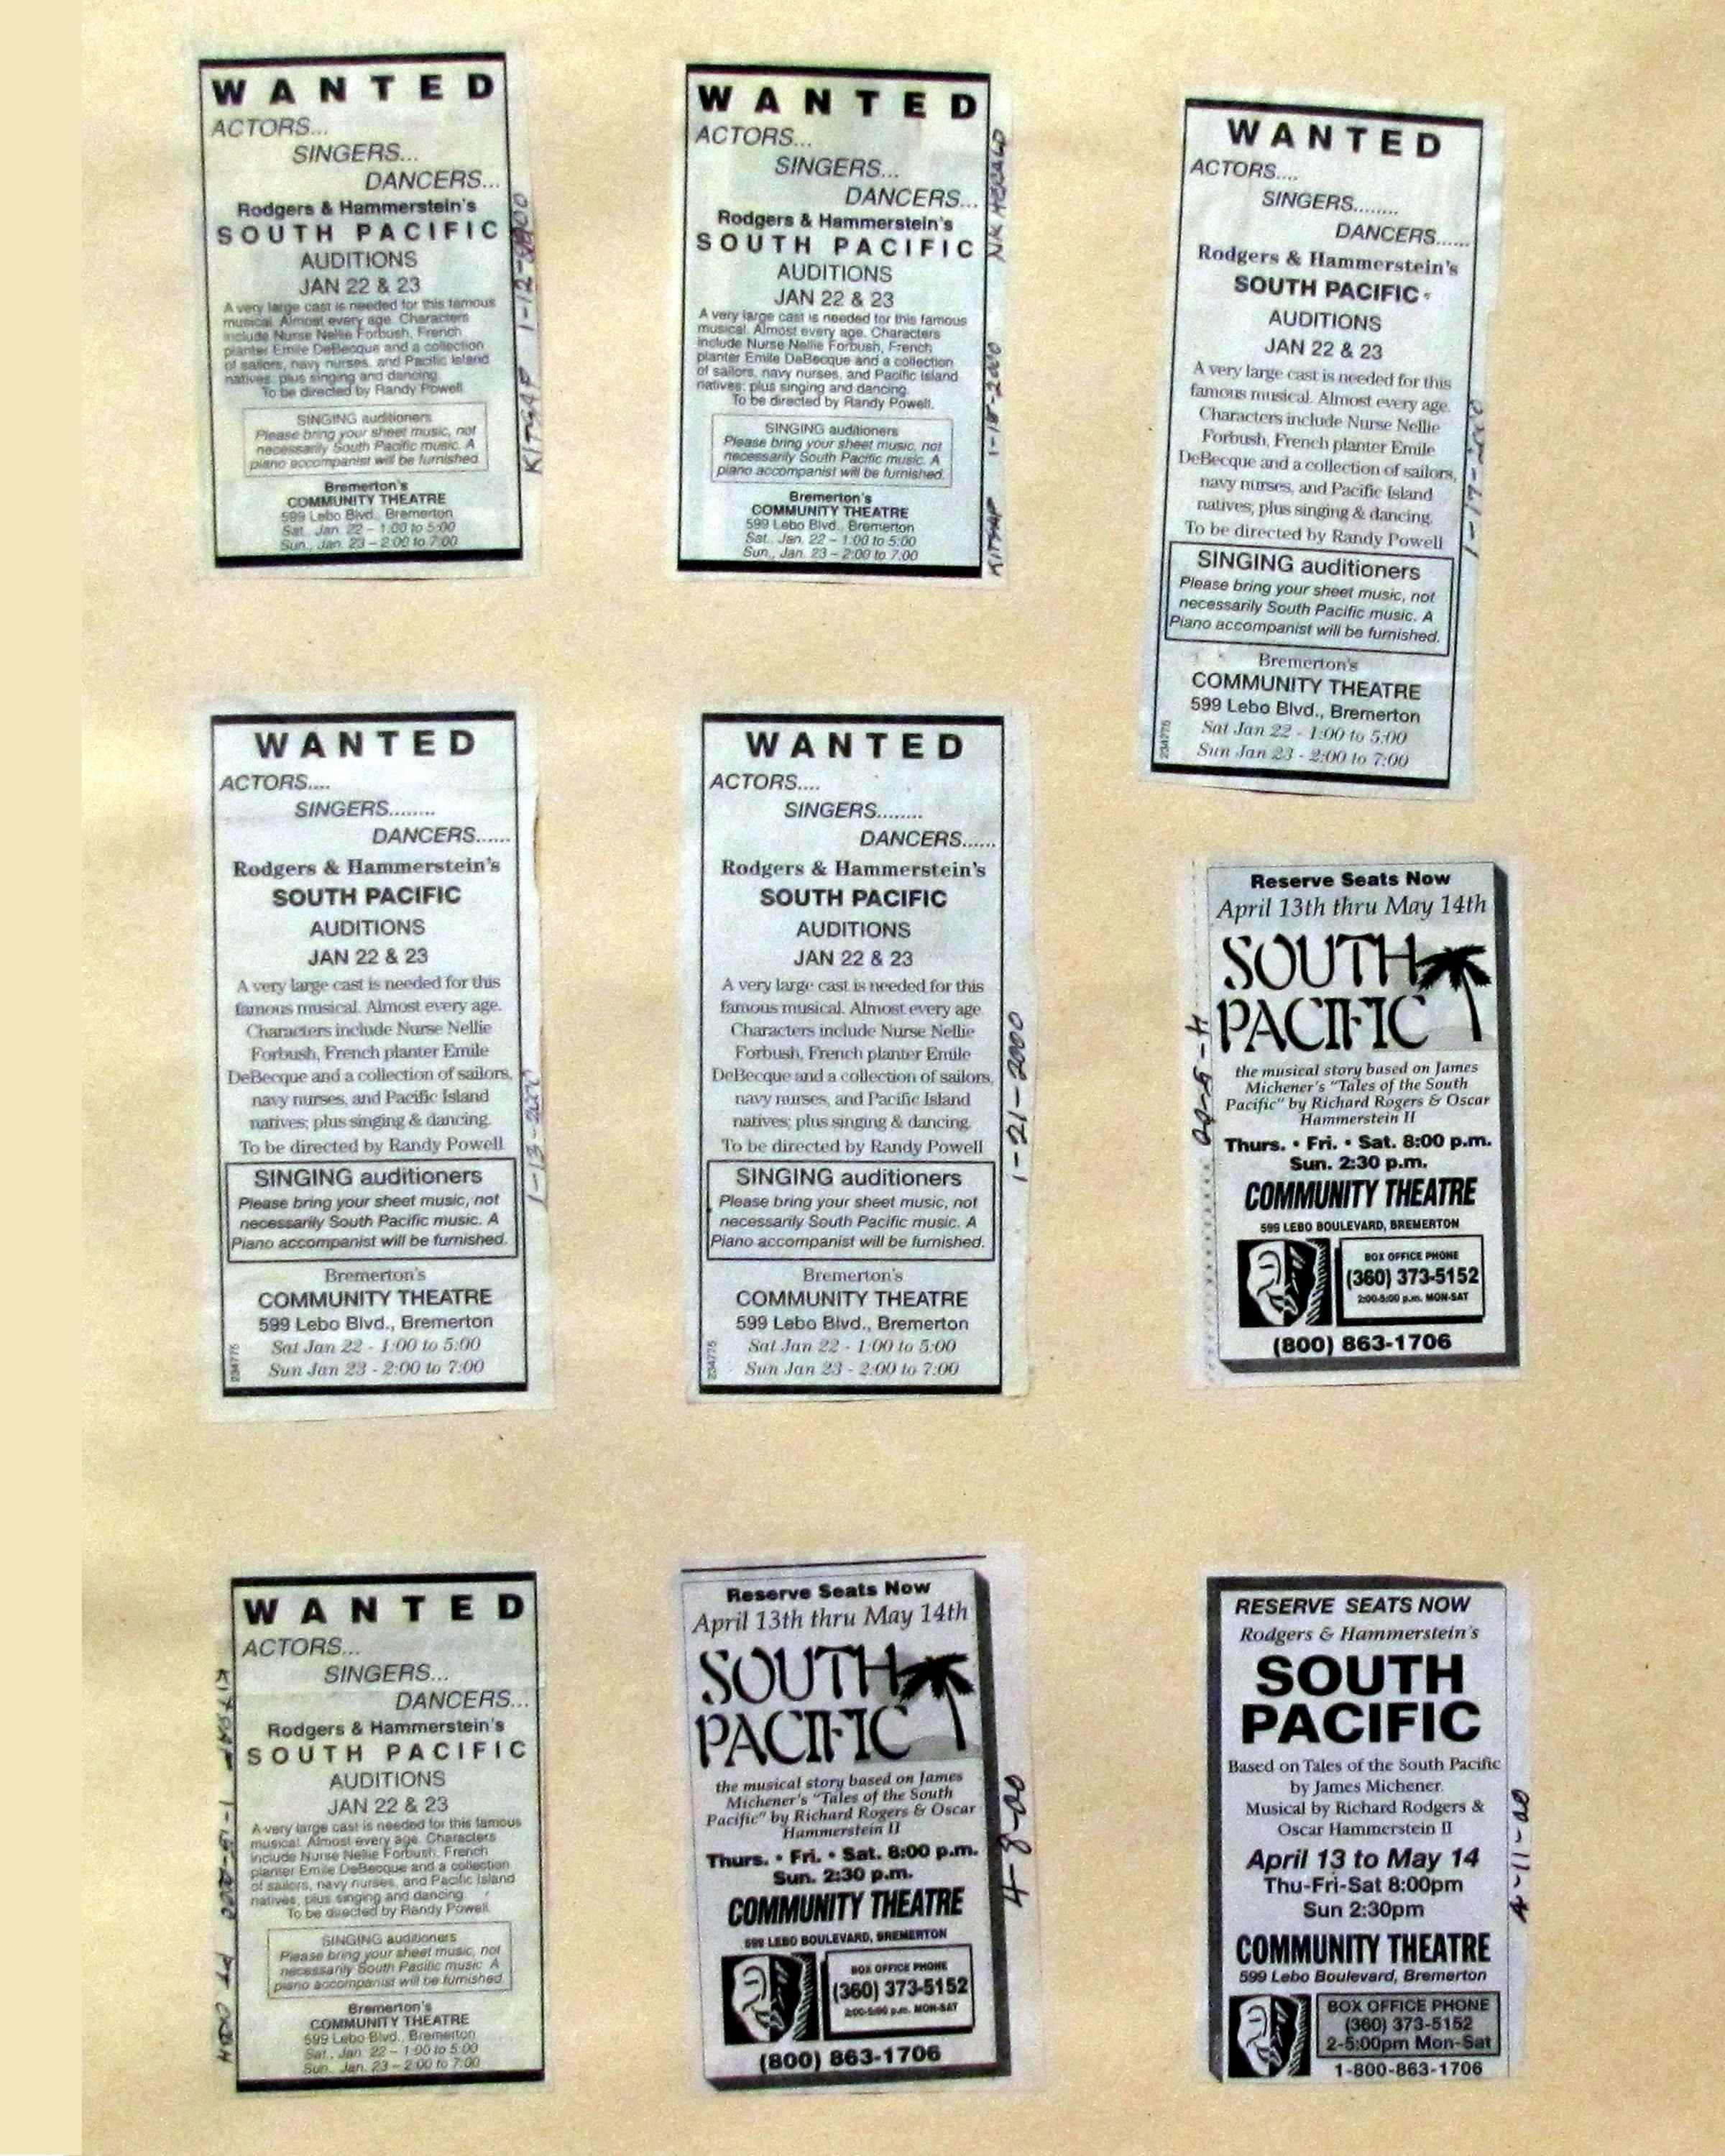 WANTED
ACTORS...
SINGERS...
DANCERS...
Rodgers & Hammerstein's
SOUTH PACIFIC
AUDITIONS
JAN 22 & 23
A very large cast is needed for this famous
musical. Almost every age. Characters
include Nurse Nellie Forbush, French
planter Emile DeBecque and a collection
of sailors, navy nurses, and Pacific Island
natives; plus singing and dancing.
To be directed by Randy Powell.
SINGING auditioners
Please bring your sheet music, not
necessarily South Pacific music. A
piano accompanist will be furnished.
Bremerton's
COMMUNITY THEATRE
599 Lebo Blvd., Bremerton
Sat., Jan. 22 – 1:00 to 5:00
Sun., Jan. 23 – 2:00 to 7:00
KITSAP 1-12-2000
WANTED
ACTORS...
SINGERS...
DANCERS...
Rodgers & Hammerstein's
SOUTH PACIFIC
AUDITIONS
JAN 22 & 23
A very large cast is needed for this famous
musical. Almost every age. Characters
include Nurse Nellie Forbush, French
planter Emile DeBecque and a collection
of sailors, navy nurses, and Pacific Island
natives; plus singing and dancing.
To be directed by Randy Powell.
SINGING auditioners
Please bring your sheet music, not
necessarily South Pacific music. A
piano accompanist will be furnished.
Bremerton's
COMMUNITY THEATRE
599 Lebo Blvd., Bremerton
Sat., Jan. 22 – 1:00 to 5:00
Sun., Jan. 23 – 2:00 to 7:00
KITSAP 1-18-2000 NK HERALD
WANTED
ACTORS....
SINGERS........
DANCERS......
Rodgers & Hammerstein's
SOUTH PACIFIC
AUDITIONS
JAN 22 & 23
A very large cast is needed for this
famous musical. Almost every age.
Characters include Nurse Nellie
Forbush, French planter Emile
DeBecque and a collection of sailors,
navy nurses, and Pacific Island
natives; plus singing & dancing.
To be directed by Randy Powell
SINGING auditioners
Please bring your sheet music, not
necessarily South Pacific music. A
Piano accompanist will be furnished.
Bremerton's
COMMUNITY THEATRE
599 Lebo Blvd., Bremerton
Sat Jan 22 - 1:00 to 5:00
Sun Jan 23 - 2:00 to 7:00
234775
1-17-2000
WANTED
ACTORS....
SINGERS........
DANCERS......
Rodgers & Hammerstein's
SOUTH PACIFIC
AUDITIONS
JAN 22 & 23
A very large cast is needed for this
famous musical. Almost every age.
Characters include Nurse Nellie
Forbush, French planter Emile
DeBecque and a collection of sailors,
navy nurses, and Pacific Island
natives; plus singing & dancing.
To be directed by Randy Powell
SINGING auditioners
Please bring your sheet music, not
necessarily South Pacific music. A
Piano accompanist will be furnished.
Bremerton's
COMMUNITY THEATRE
599 Lebo Blvd., Bremerton
Sat Jan 22 - 1:00 to 5:00
Sun Jan 23 - 2:00 to 7:00
234775
1-13-2000
WANTED
ACTORS....
SINGERS........
DANCERS......
Rodgers & Hammerstein's
SOUTH PACIFIC
AUDITIONS
JAN 22 & 23
A very large cast is needed for this
famous musical. Almost every age.
Characters include Nurse Nellie
Forbush, French planter Emile
DeBecque and a collection of sailors,
navy nurses, and Pacific Island
natives; plus singing & dancing.
To be directed by Randy Powell
SINGING auditioners
Please bring your sheet music, not
necessarily South Pacific music. A
Piano accompanist will be furnished.
Bremerton's
COMMUNITY THEATRE
599 Lebo Blvd., Bremerton
Sat Jan 22 - 1:00 to 5:00
Sun Jan 23 - 2:00 to 7:00
234775
1-21-2000
Reserve Seats Now
April 13th thru May 14th
SOUTH
PACIFIC
the musical story based on James
Michener's "Tales of the South
Pacific" by Richard Rogers & Oscar
Hammerstein II
Thurs. • Fri. • Sat. 8:00 p.m.
Sun. 2:30 p.m.
COMMUNITY THEATRE
599 LEBO BOULEVARD, BREMERTON
BOX OFFICE PHONE
(360) 373-5152
2:00-5:00 p.m. MON-SAT
(800) 863-1706
4-5-00
WANTED
ACTORS...
SINGERS...
DANCERS...
Rodgers & Hammerstein's
SOUTH PACIFIC
AUDITIONS
JAN 22 & 23
A very large cast is needed for this famous
musical. Almost every age. Characters
include Nurse Nellie Forbush, French
planter Emile DeBecque and a collection
of sailors, navy nurses, and Pacific Island
natives; plus singing and dancing.
To be directed by Randy Powell.
SINGING auditioners
Please bring your sheet music, not
necessarily South Pacific music. A
piano accompanist will be furnished.
Bremerton's
COMMUNITY THEATRE
599 Lebo Blvd., Bremerton
Sat., Jan. 22 – 1:00 to 5:00
Sun., Jan. 23 – 2:00 to 7:00
KITSAP
Reserve Seats Now
April 13th thru May 14th
SOUTH
PACIFIC
the musical story based on James
Michener's "Tales of the South
Pacific" by Richard Rogers & Oscar
Hammerstein II
Thurs. • Fri. • Sat. 8:00 p.m.
Sun. 2:30 p.m.
COMMUNITY THEATRE
599 LEBO BOULEVARD, BREMERTON
BOX OFFICE PHONE
(360) 373-5152
2:00-5:00 p.m. MON-SAT
(800) 863-1706
4-8-00
RESERVE SEATS NOW
Rodgers & Hammerstein's
SOUTH
PACIFIC
Based on Tales of the South Pacific
by James Michener.
Musical by Richard Rodgers &
Oscar Hammerstein II
April 13 to May 14
Thu-Fri-Sat 8:00pm
Sun 2:30pm
COMMUNITY THEATRE
599 Lebo Boulevard, Bremerton
BOX OFFICE PHONE
(360) 373-5152
2-5:00pm Mon-Sat
1-800-863-1706
4-11-00